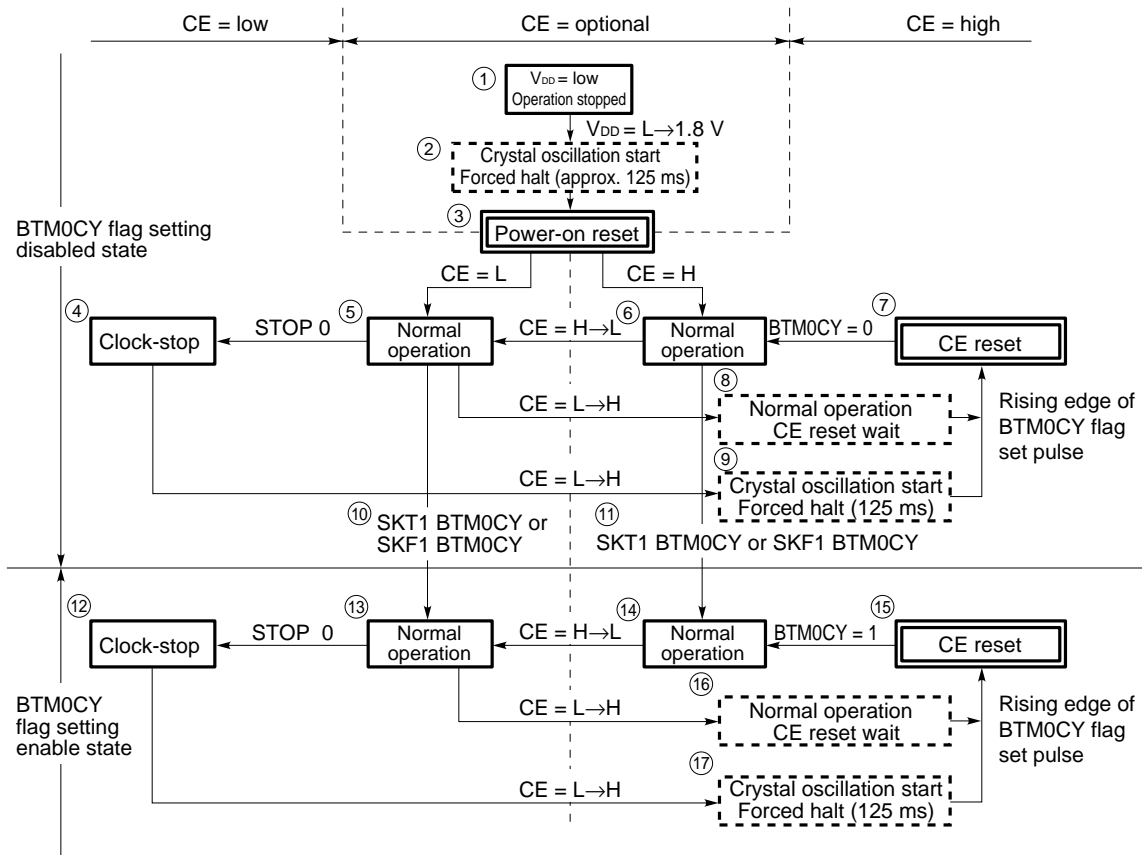 CE = low
CE = optional
CE = high
①
VDD = low
Operation stopped
VDD = L→1.8 V
②
Crystal oscillation start
Forced halt (approx. 125 ms)
③
Power-on reset
BTM0CY flag setting
disabled state
CE = L
CE = H
④
Clock-stop
STOP 0
⑤
Normal
operation
CE = H→L
⑥
Normal
operation
BTM0CY = 0
⑦
CE reset
CE = L→H
⑧
Normal operation
CE reset wait
Rising edge of
BTM0CY flag
set pulse
CE = L→H
⑨
Crystal oscillation start
Forced halt (125 ms)
⑩
SKT1 BTM0CY or
SKF1 BTM0CY
⑪
SKT1 BTM0CY or SKF1 BTM0CY
⑫
Clock-stop
STOP 0
⑬
Normal
operation
CE = H→L
⑭
Normal
operation
BTM0CY = 1
⑮
CE reset
BTM0CY
flag setting
enable state
CE = L→H
⑯
Normal operation
CE reset wait
Rising edge of
BTM0CY flag
set pulse
CE = L→H
⑰
Crystal oscillation start
Forced halt (125 ms)